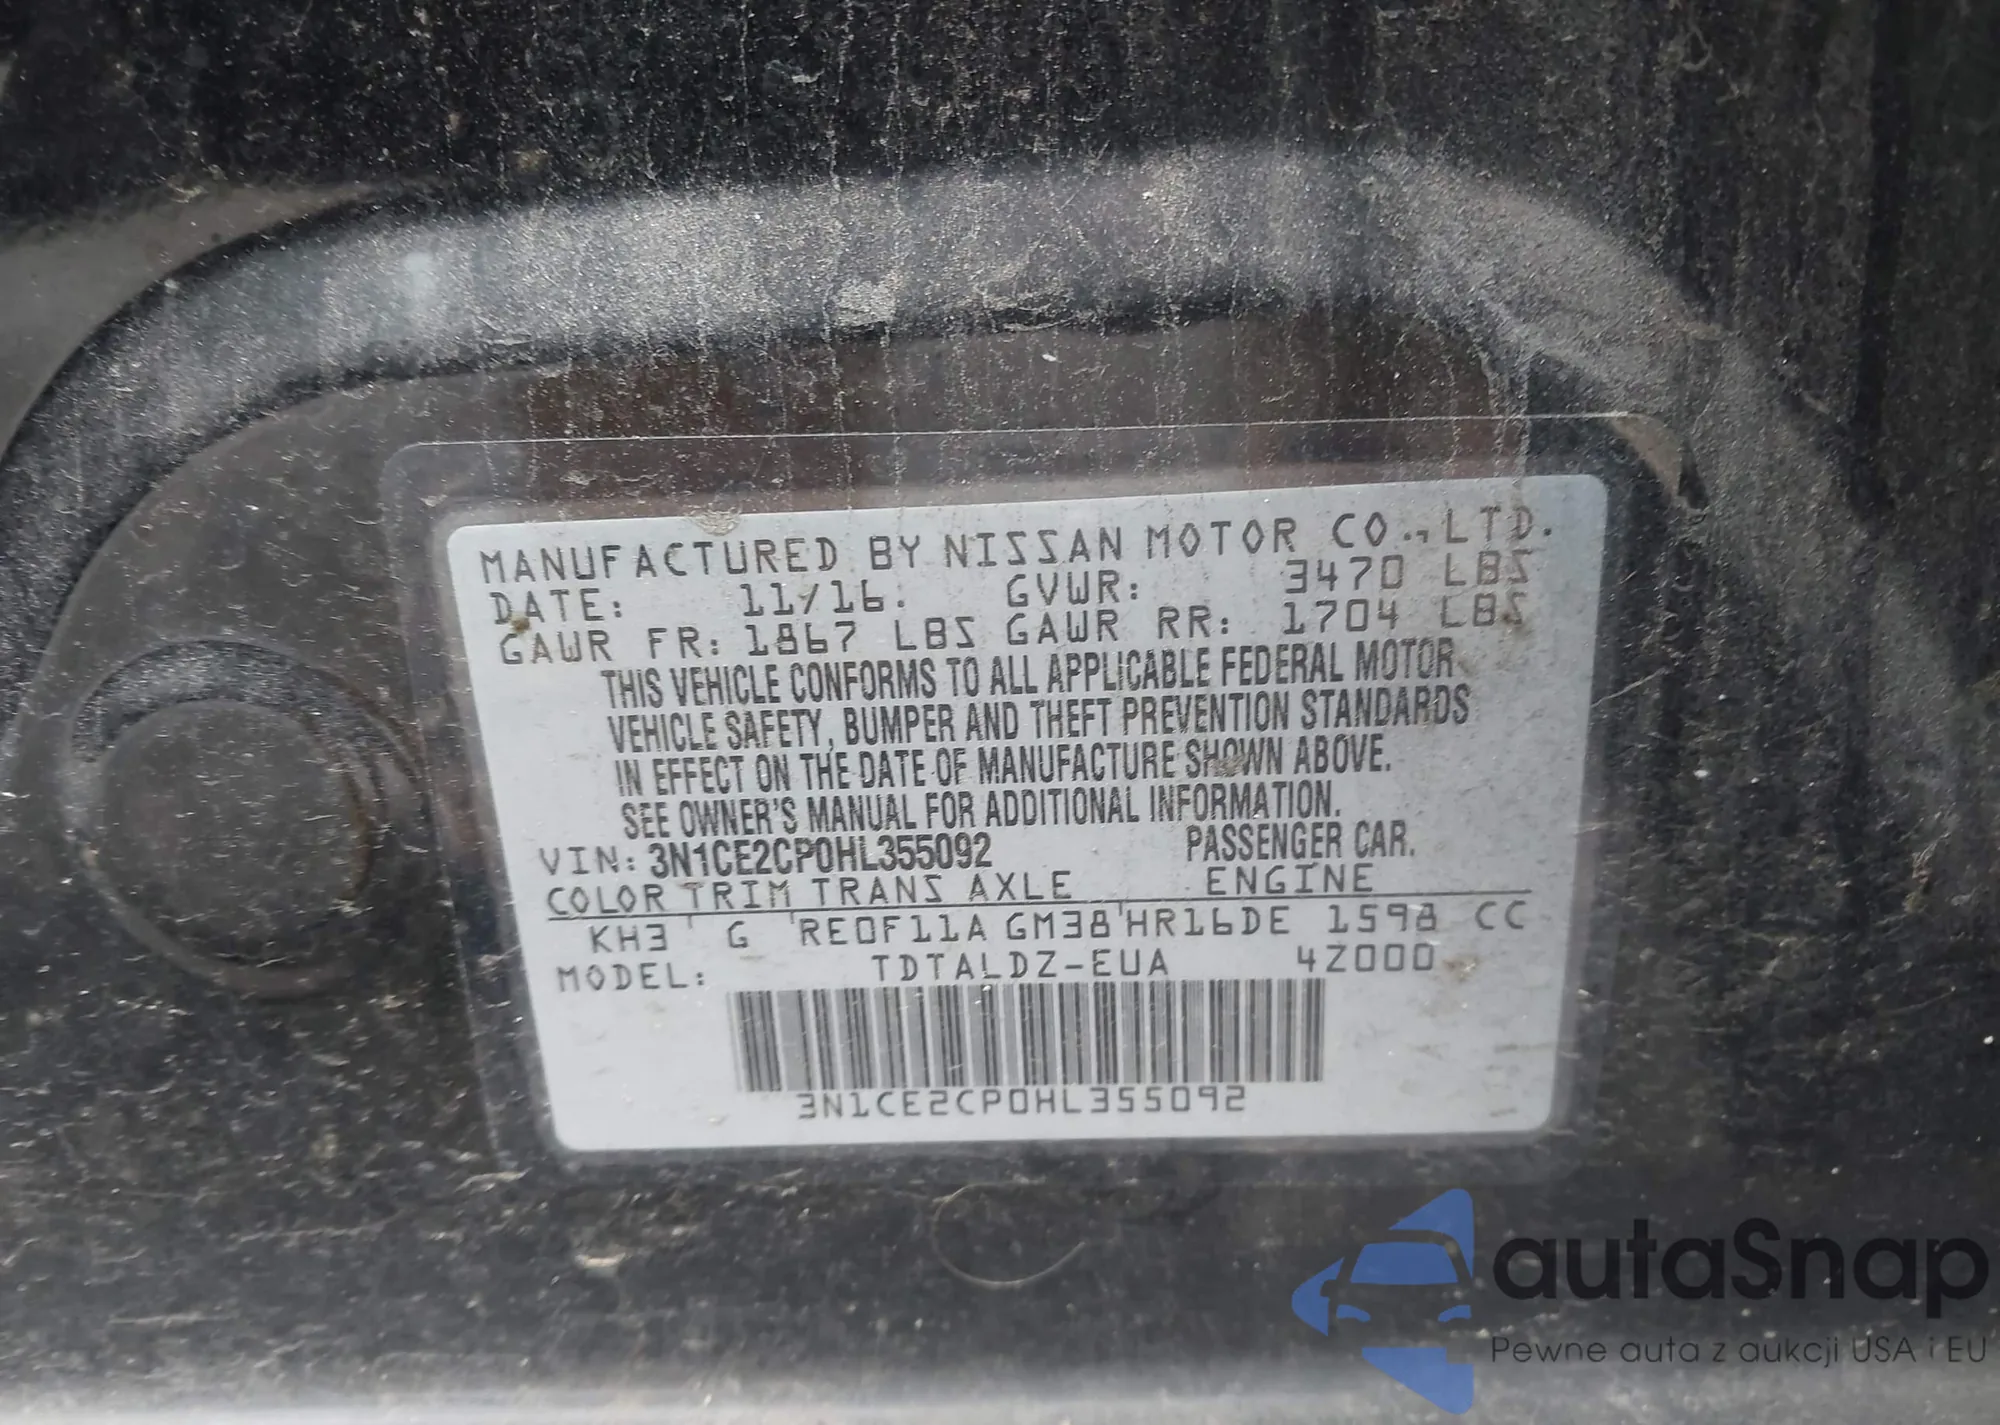 MANUFACTURED BY NISSAN MOTOR CO., LTD.
DATE: 11/16. GVWR: 3470 LBS
GAWR FR: 1867 LBS GAWR RR: 1704 LBS
THIS VEHICLE CONFORMS TO ALL APPLICABLE FEDERAL MOTOR
VEHICLE SAFETY, BUMPER AND THEFT PREVENTION STANDARDS
IN EFFECT ON THE DATE OF MANUFACTURE SHOWN ABOVE.
SEE OWNER'S MANUAL FOR ADDITIONAL INFORMATION.
VIN: 3N1CE2CP0HL355092 PASSENGER CAR.
COLOR TRIM TRANS AXLE ENGINE
KH3 G RE0F11A GM38 HR16DE 1598 CC
MODEL: TDTALDZ-EUA 4Z000
3N1CE2CP0HL355092
autaSnap
Pewne auta z aukcji USA i EU